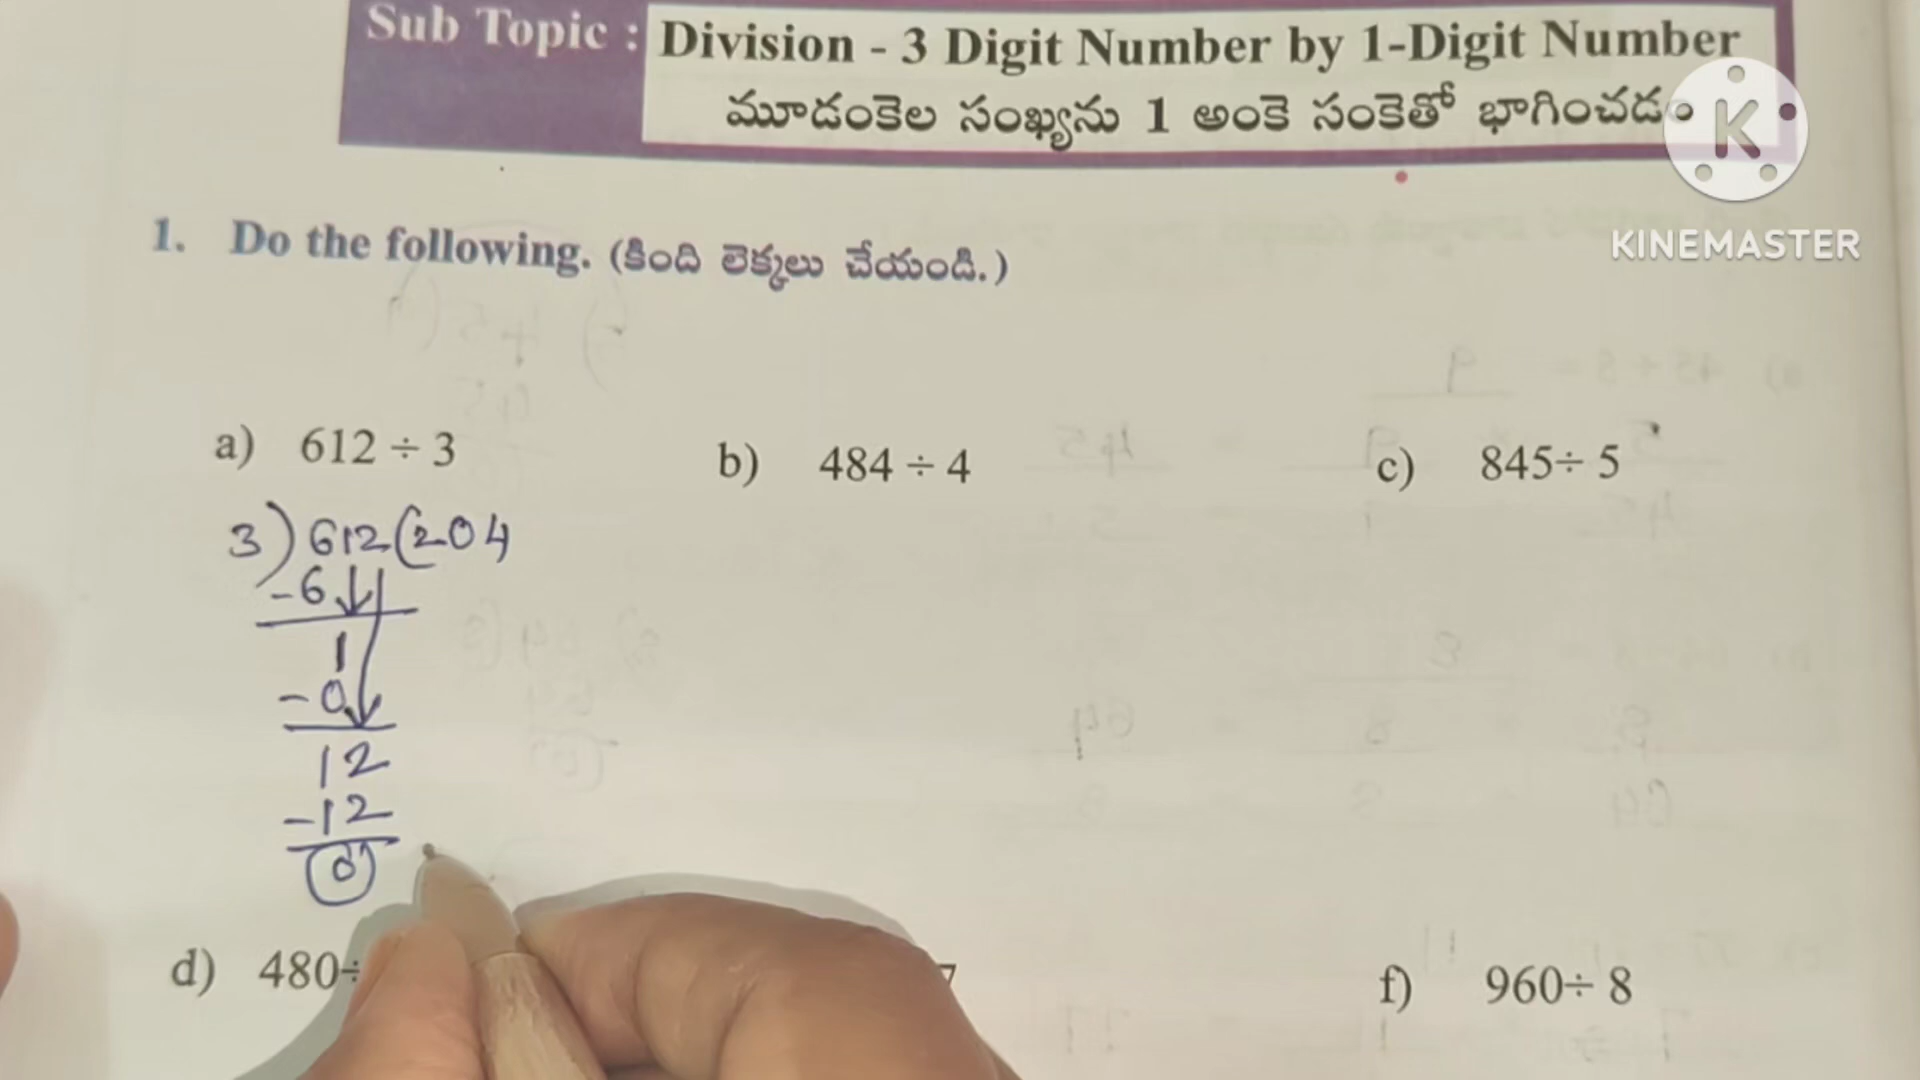 Sub Topic : Division - 3 Digit Number by 1-Digit Number
మూడంకెల సంఖ్యను 1 అంకె సంకెతో భాగించడం
K
KINEMASTER
1. Do the following. (కింది లెక్కలు చేయండి.)
a) 612 ÷ 3
b) 484 ÷ 4
c) 845÷ 5
3)612(204
-6
1
-0
12
-12
0
d) 480÷
7
f) 960÷ 8